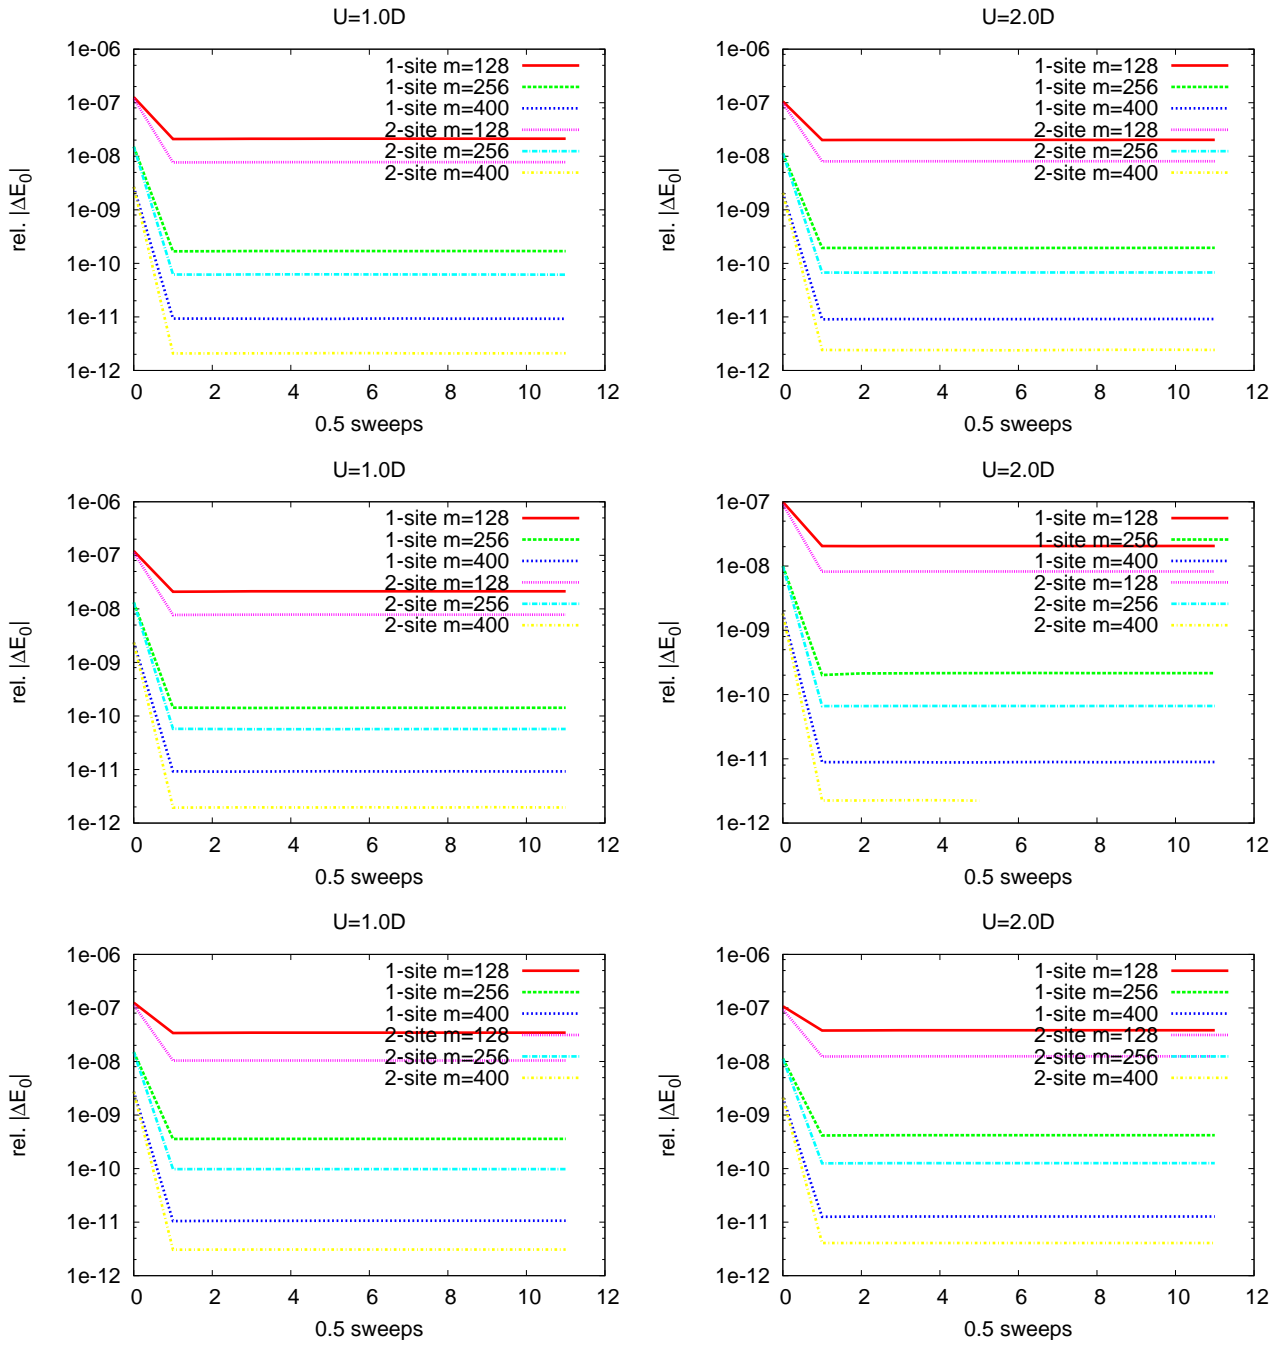 U=1.0D
1e-06
1e-07
1e-08
1e-09
1e-10
1e-11
1e-12
rel. |ΔE0|
1-site m=128
1-site m=256
1-site m=400
2-site m=128
2-site m=256
2-site m=400
0 2 4 6 8 10 12
0.5 sweeps
U=2.0D
1e-06
1e-07
1e-08
1e-09
1e-10
1e-11
1e-12
rel. |ΔE0|
1-site m=128
1-site m=256
1-site m=400
2-site m=128
2-site m=256
2-site m=400
0 2 4 6 8 10 12
0.5 sweeps
U=1.0D
1e-06
1e-07
1e-08
1e-09
1e-10
1e-11
1e-12
rel. |ΔE0|
1-site m=128
1-site m=256
1-site m=400
2-site m=128
2-site m=256
2-site m=400
0 2 4 6 8 10 12
0.5 sweeps
U=2.0D
1e-07
1e-08
1e-09
1e-10
1e-11
1e-12
rel. |ΔE0|
1-site m=128
1-site m=256
1-site m=400
2-site m=128
2-site m=256
2-site m=400
0 2 4 6 8 10 12
0.5 sweeps
U=1.0D
1e-06
1e-07
1e-08
1e-09
1e-10
1e-11
1e-12
rel. |ΔE0|
1-site m=128
1-site m=256
1-site m=400
2-site m=128
2-site m=256
2-site m=400
0 2 4 6 8 10 12
0.5 sweeps
U=2.0D
1e-06
1e-07
1e-08
1e-09
1e-10
1e-11
1e-12
rel. |ΔE0|
1-site m=128
1-site m=256
1-site m=400
2-site m=128
2-site m=256
2-site m=400
0 2 4 6 8 10 12
0.5 sweeps